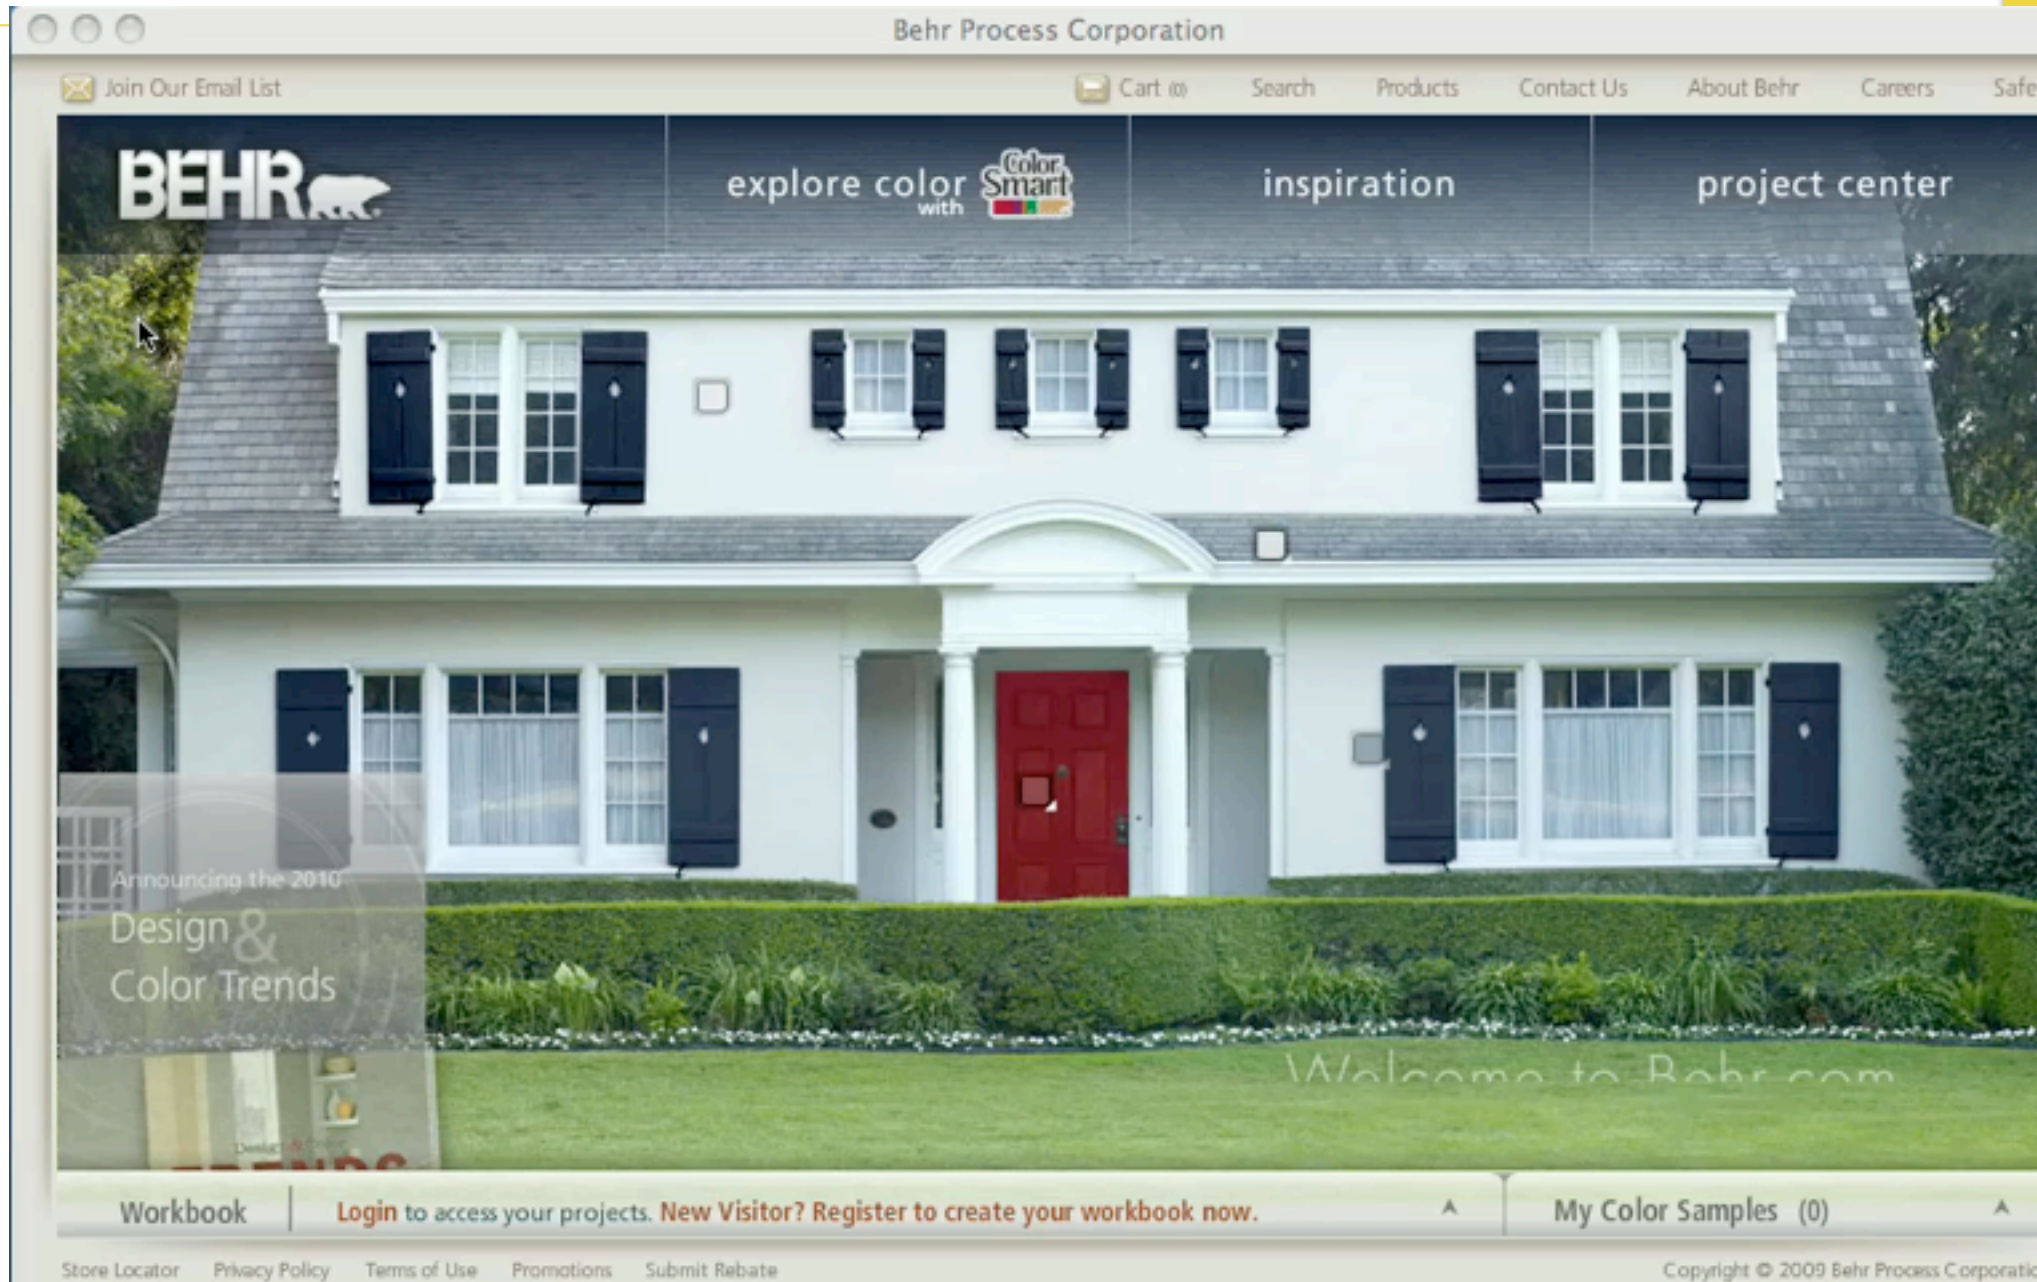 Behr Process Corporation
Join Our Email List
Cart (0)
Search
Products
Contact Us
About Behr
Careers
BEHR
explore color with Color Smart
inspiration
project center
Announcing the 2010
Design &
Color Trends
Welcome to Behr.com
Design & Color
TRENDS
Workbook
Login to access your projects. New Visitor? Register to create your workbook now.
My Color Samples (0)
Store Locator
Privacy Policy
Terms of Use
Promotions
Submit Rebate
Copyright © 2009 Behr Process